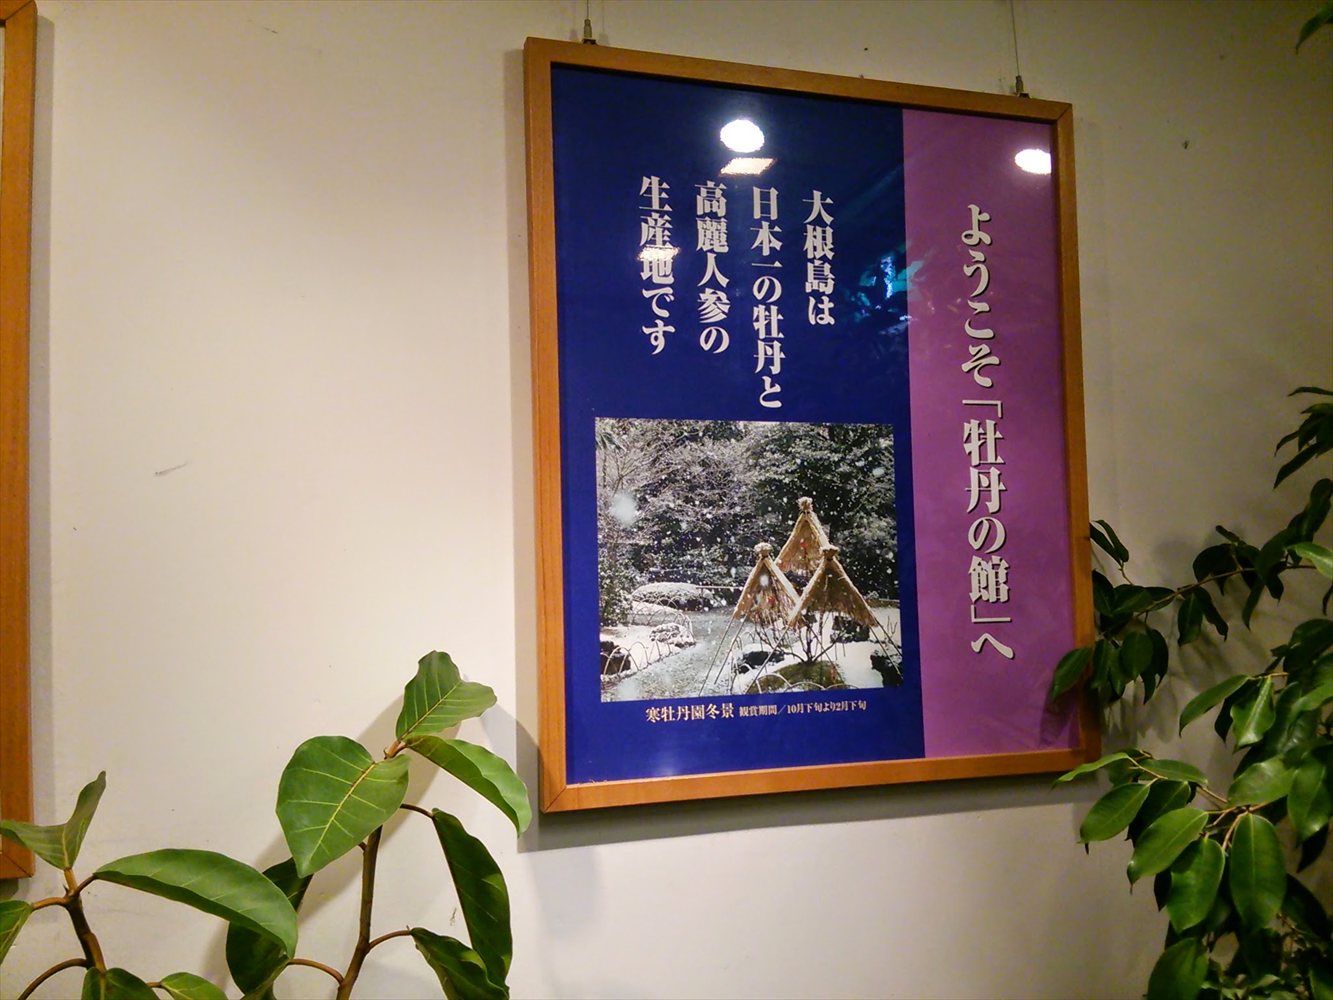 ようこそ「牡丹の館」へ
大根島は
日本一の牡丹と
高麗人参の
生産地です
寒牡丹園冬景 観賞期間／10月下旬より2月下旬